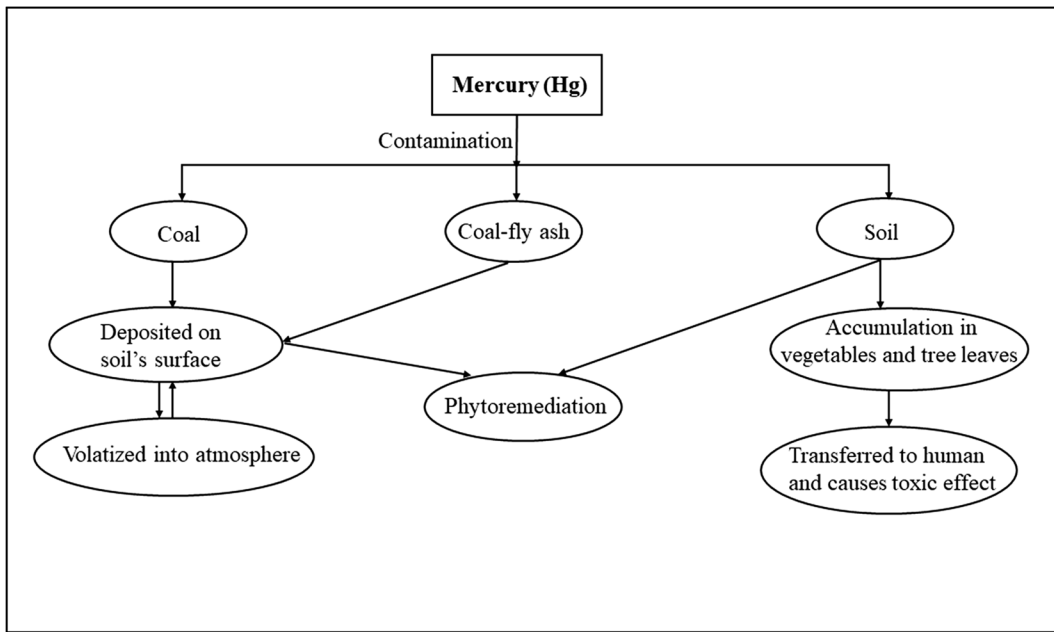 Mercury (Hg)
Contamination
Coal
Coal-fly ash
Soil
Deposited on
soil's surface
Accumulation in
vegetables and tree leaves
Phytoremediation
Volatized into atmosphere
Transferred to human
and causes toxic effect